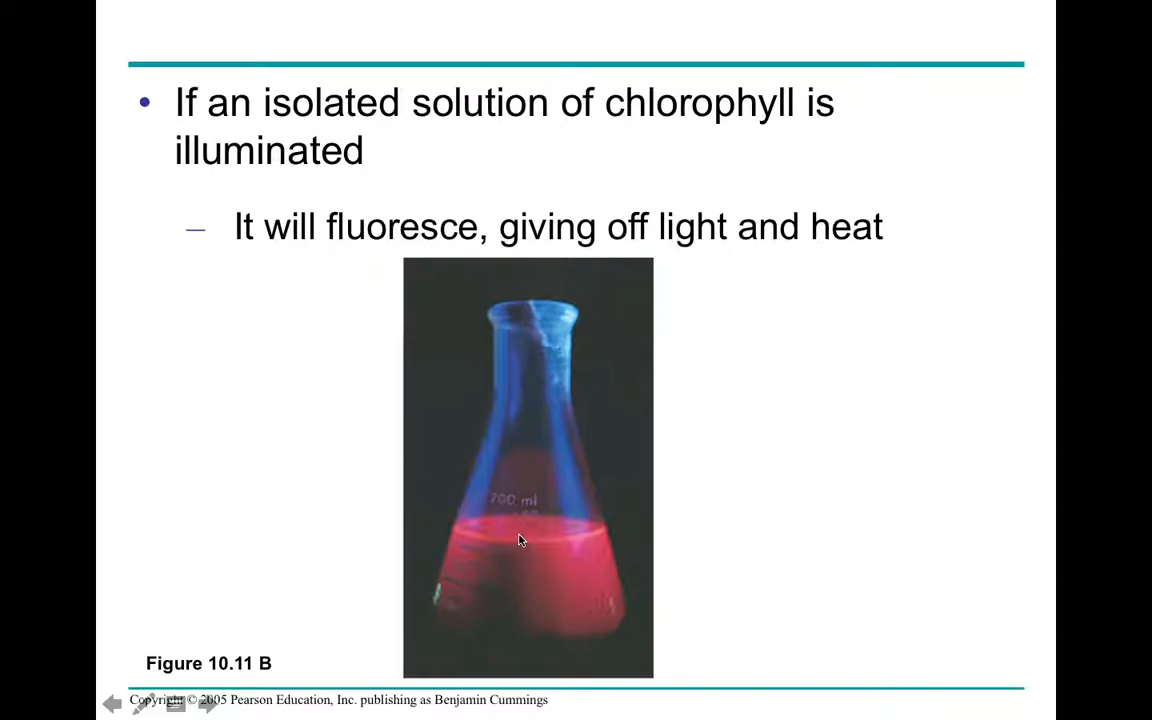 • If an isolated solution of chlorophyll is
illuminated
– It will fluoresce, giving off light and heat
200 ml
Figure 10.11 B
Copyright © 2005 Pearson Education, Inc. publishing as Benjamin Cummings